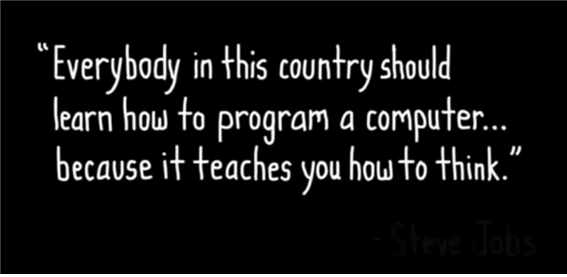 “Everybody in this country should
learn how to program a computer...
because it teaches you how to think.”
- Steve Jobs